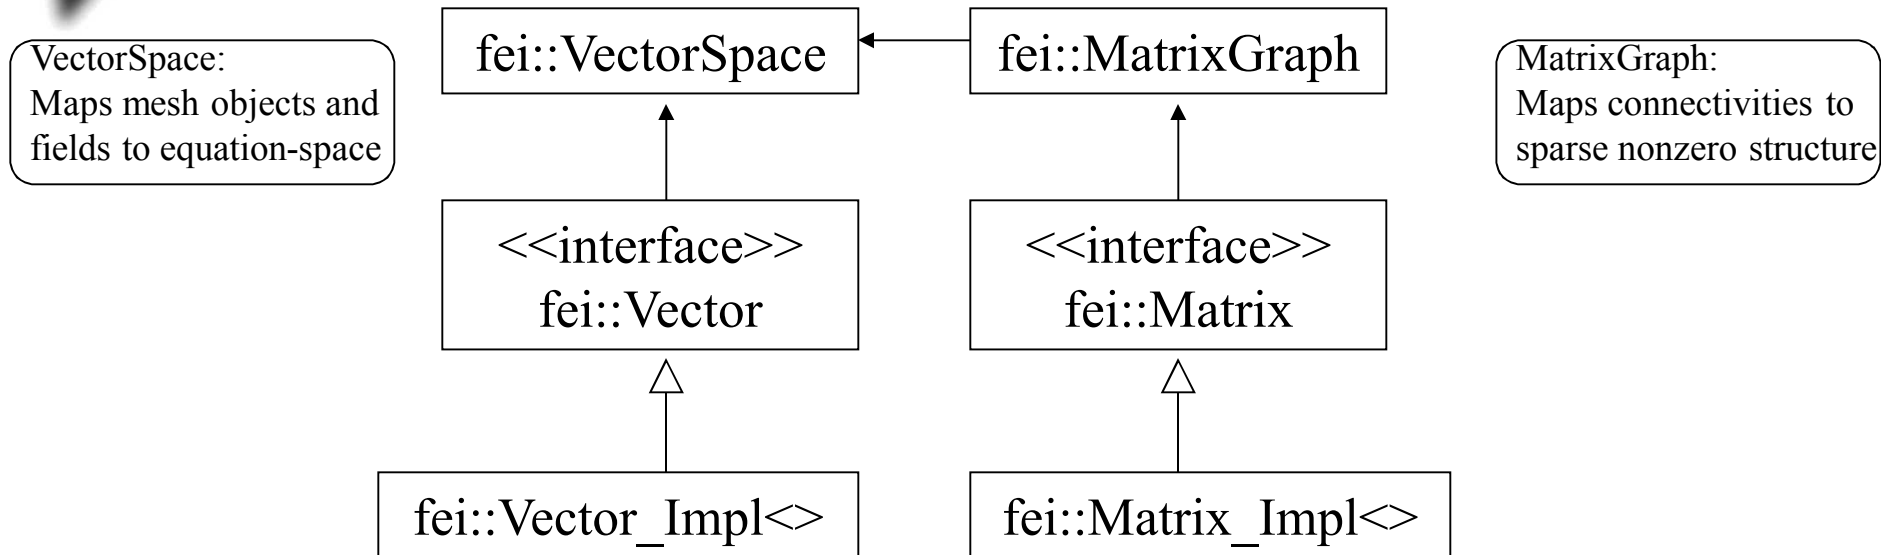 VectorSpace:
Maps mesh objects and
fields to equation-space
fei::VectorSpace
fei::MatrixGraph
MatrixGraph:
Maps connectivities to
sparse nonzero structure
<<interface>>
fei::Vector
<<interface>>
fei::Matrix
fei::Vector_Impl<>
fei::Matrix_Impl<>